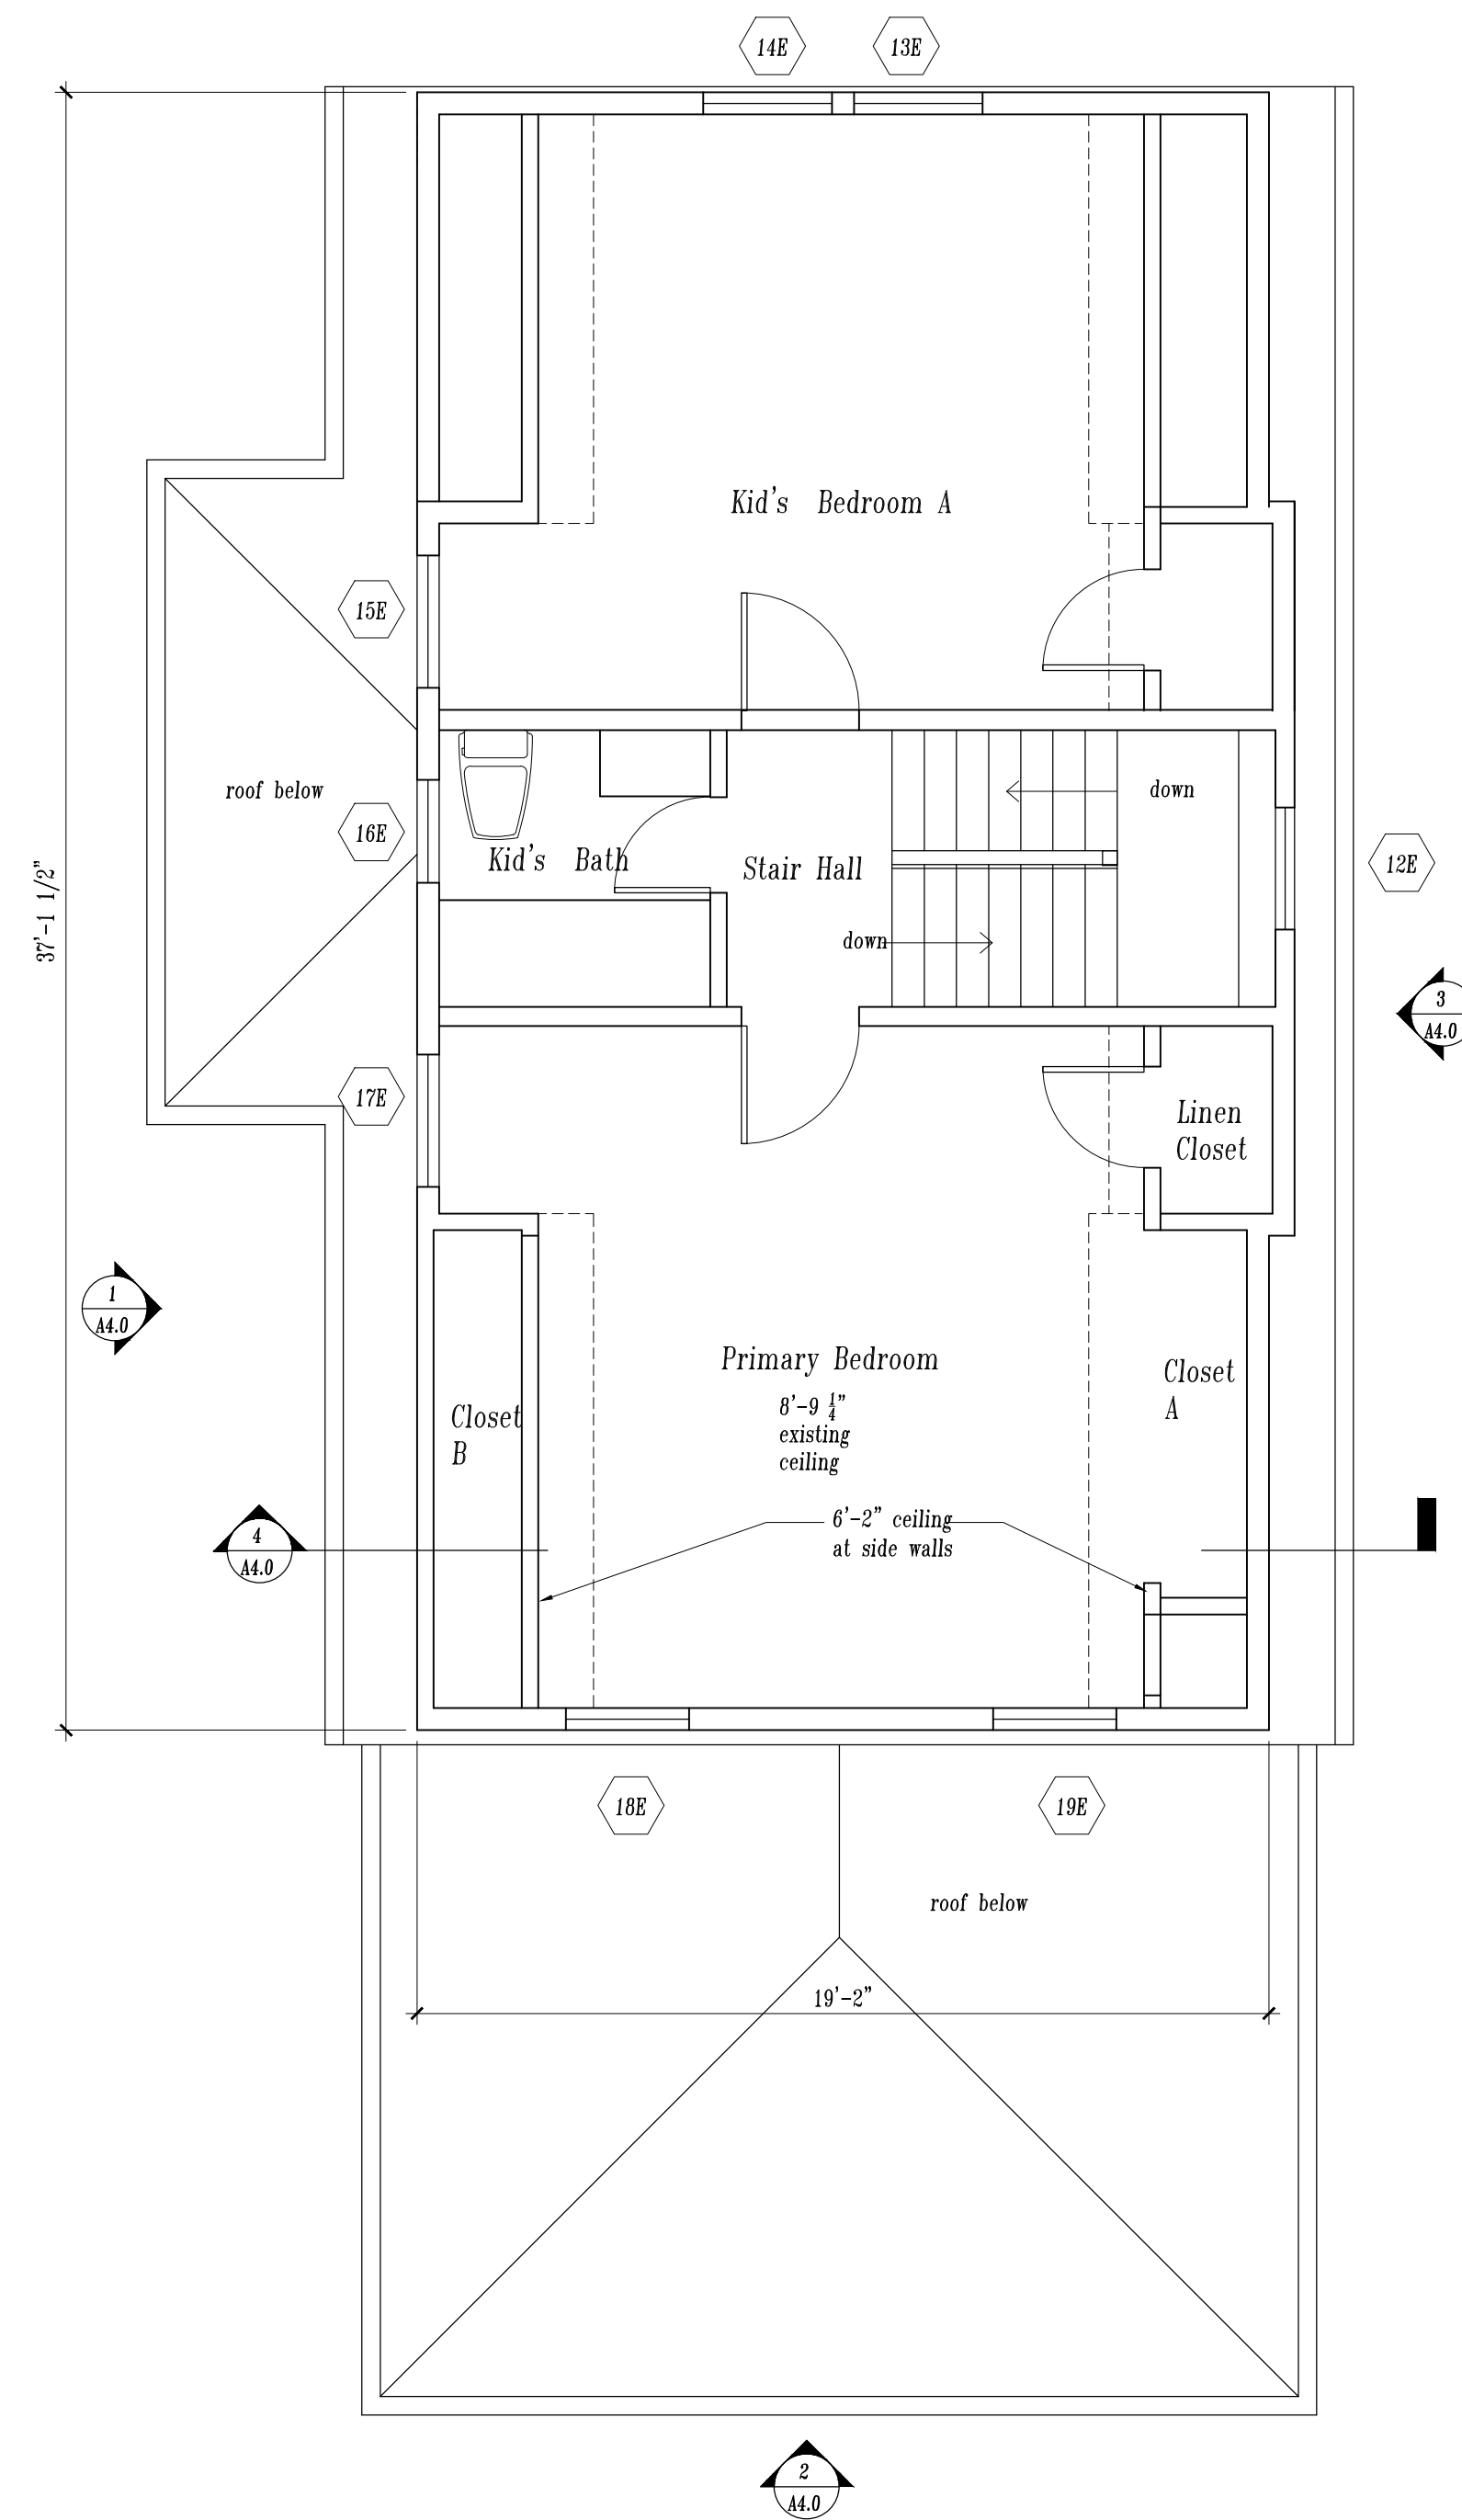 14E
13E
Kid's Bedroom A
15E
roof below
down
16E
Kid's Bath
Stair Hall
12E
37'-1 1/2"
down
3
A4.0
17E
Linen
Closet
1
A4.0
Primary Bedroom
8'-9 1/4"
existing
ceiling
Closet
A
Closet
B
6'-2" ceiling
at side walls
4
A4.0
18E
19E
roof below
19'-2"
2
A4.0